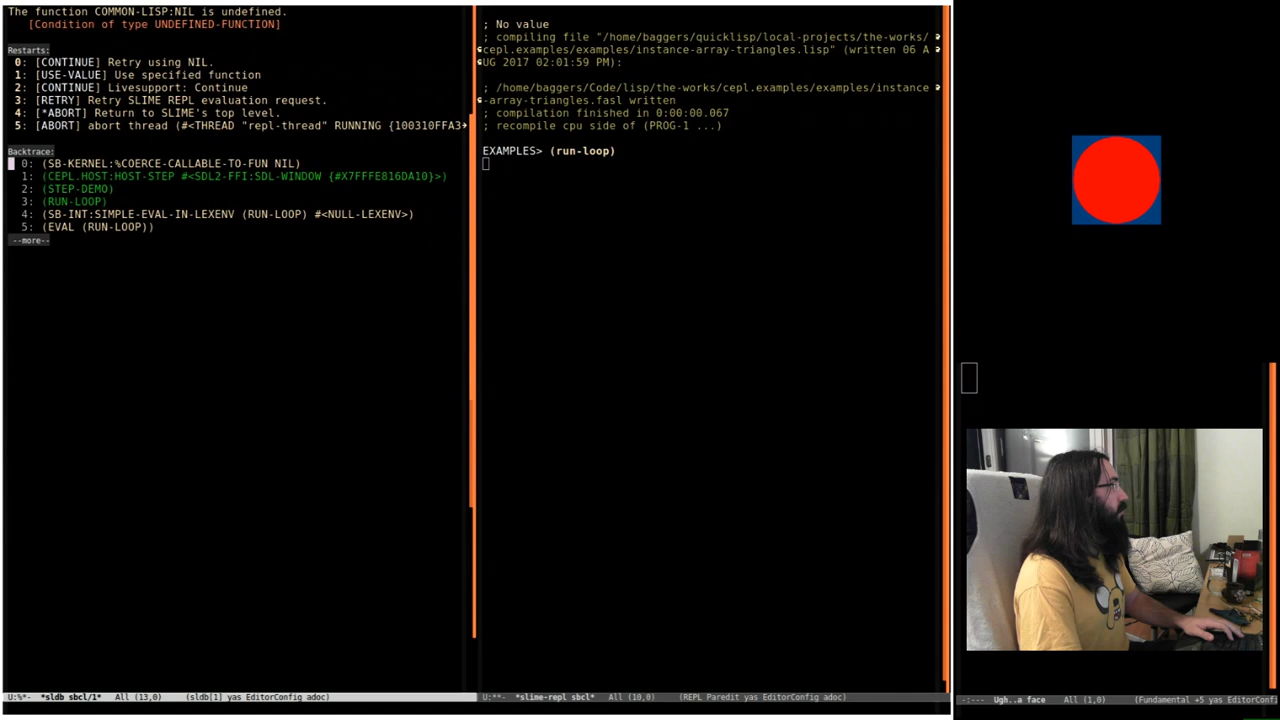 The function COMMON-LISP:NIL is undefined.
[Condition of type UNDEFINED-FUNCTION]
Restarts:
0: [CONTINUE] Retry using NIL.
1: [USE-VALUE] Use specified function
2: [CONTINUE] Livesupport: Continue
3: [RETRY] Retry SLIME REPL evaluation request.
4: [*ABORT] Return to SLIME's top level.
5: [ABORT] abort thread (#<THREAD "repl-thread" RUNNING {100310FFA3
Backtrace:
0: (SB-KERNEL:%COERCE-CALLABLE-TO-FUN NIL)
1: (CEPL.HOST:HOST-STEP #<SDL2-FFI:SDL-WINDOW {#X7FFFE816DA10}>)
2: (STEP-DEMO)
3: (RUN-LOOP)
4: (SB-INT:SIMPLE-EVAL-IN-LEXENV (RUN-LOOP) #<NULL-LEXENV>)
5: (EVAL (RUN-LOOP))
--more--
U:%*- *sldb sbcl/1* All (13,0) (sldb[1] yas EditorConfig adoc)
; No value
; compiling file "/home/baggers/quicklisp/local-projects/the-works/
cepl.examples/examples/instance-array-triangles.lisp" (written 06 A
UG 2017 02:01:59 PM):
; /home/baggers/Code/lisp/the-works/cepl.examples/examples/instance
-array-triangles.fasl written
; compilation finished in 0:00:00.067
; recompile cpu side of (PROG-1 ...)
EXAMPLES> (run-loop)
U:**- *slime-repl sbcl* All (10,0) (REPL Paredit yas EditorConfig adoc)
-:--- Ugh..a face All (1,0) (Fundamental +5 yas EditorConfi